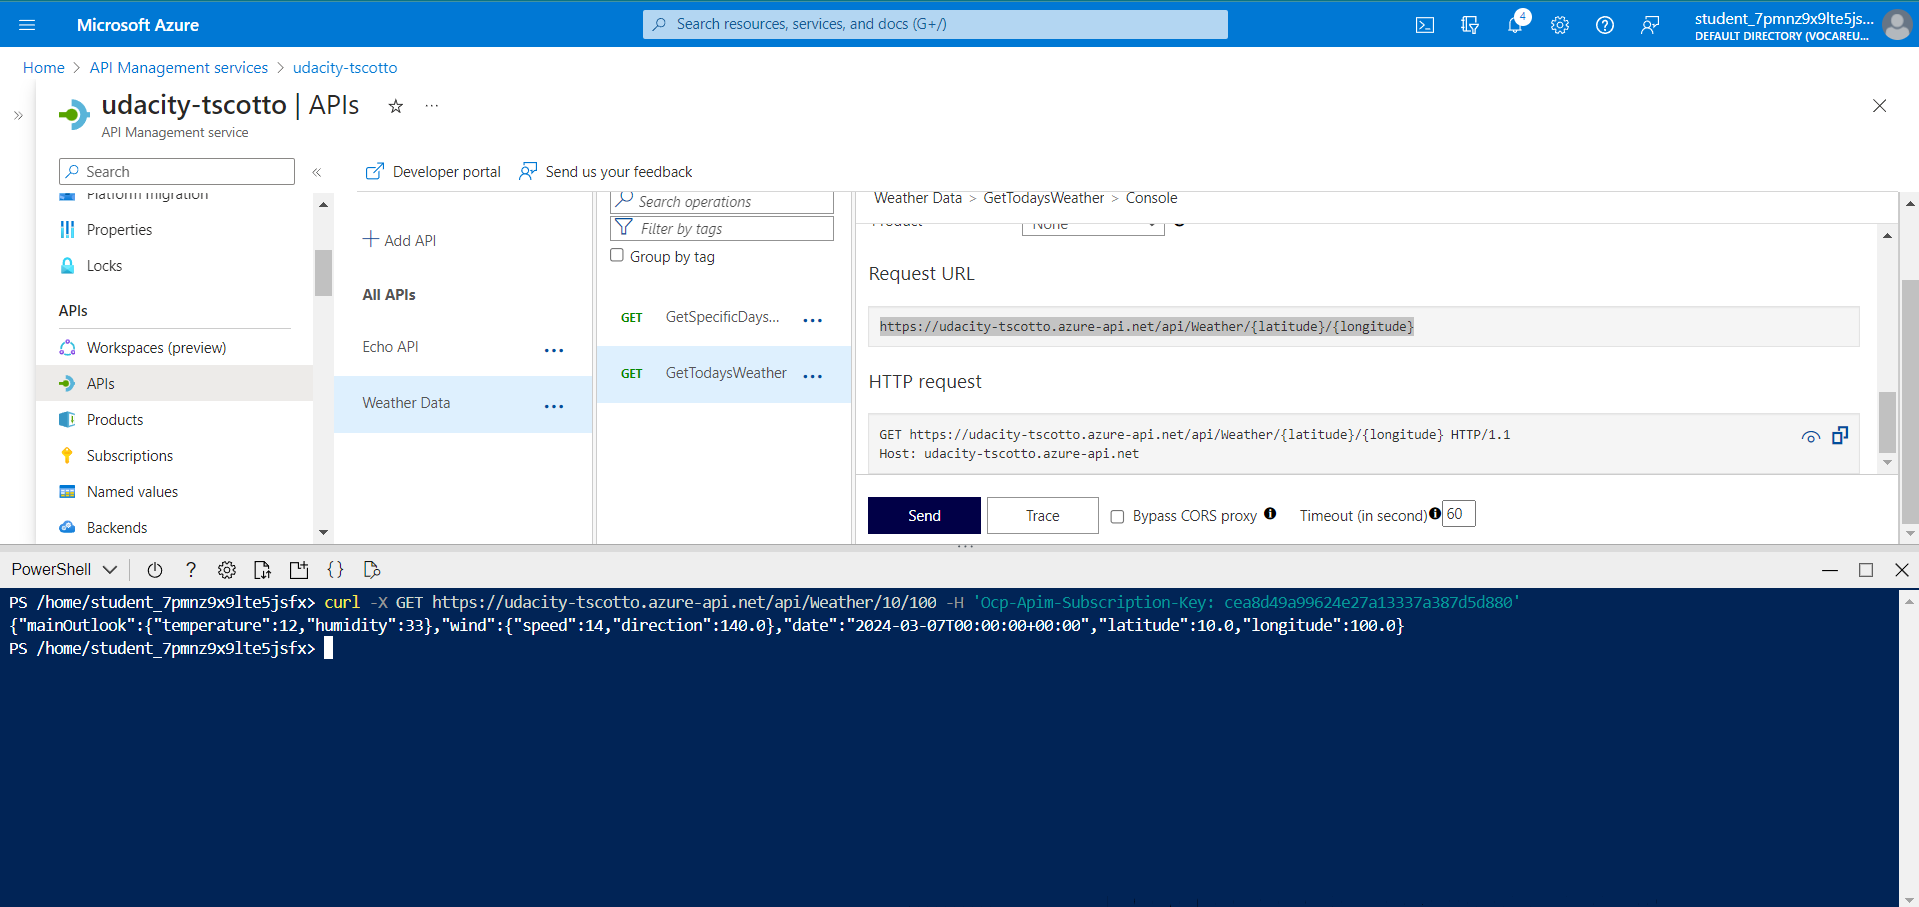 Microsoft Azure
Search resources, services, and docs (G+/)
4
student_7pmnz9x9lte5js...
DEFAULT DIRECTORY (VOCAREU...
Home > API Management services > udacity-tscotto
udacity-tscotto | APIs
API Management service
Search
Developer portal
Send us your feedback
Platform migration
Properties
Locks
APIs
Workspaces (preview)
APIs
Products
Subscriptions
Named values
Backends
Add API
All APIs
Echo API
Weather Data
Search operations
Filter by tags
Group by tag
GET GetSpecificDays...
GET GetTodaysWeather
Weather Data > GetTodaysWeather > Console
Product None
Request URL
https://udacity-tscotto.azure-api.net/api/Weather/{latitude}/{longitude}
HTTP request
GET https://udacity-tscotto.azure-api.net/api/Weather/{latitude}/{longitude} HTTP/1.1
Host: udacity-tscotto.azure-api.net
Send
Trace
Bypass CORS proxy
Timeout (in second) 60
PowerShell
PS /home/student_7pmnz9x9lte5jsfx> curl -X GET https://udacity-tscotto.azure-api.net/api/Weather/10/100 -H 'Ocp-Apim-Subscription-Key: cea8d49a99624e27a13337a387d5d880'
{"mainOutlook":{"temperature":12,"humidity":33},"wind":{"speed":14,"direction":140.0},"date":"2024-03-07T00:00:00+00:00","latitude":10.0,"longitude":100.0}
PS /home/student_7pmnz9x9lte5jsfx>